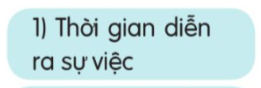 1) Thời gian diễn
ra sự việc